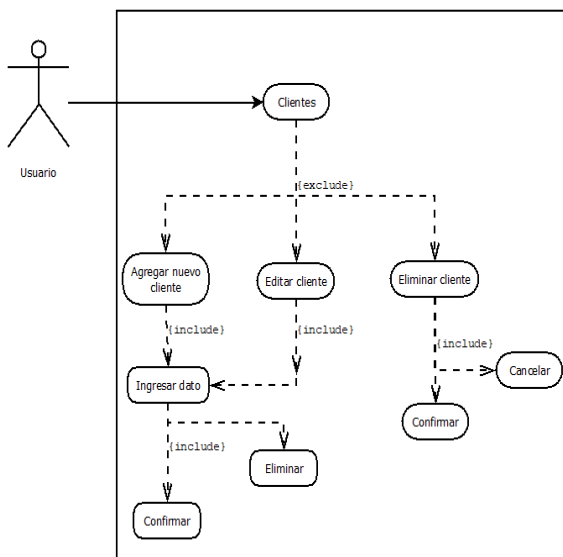 Clientes
Usuario
{exclude}
Agregar nuevo
cliente
Editar cliente
Eliminar cliente
{include}
{include}
{include}
Cancelar
Ingresar dato
Confirmar
{include}
Eliminar
Confirmar